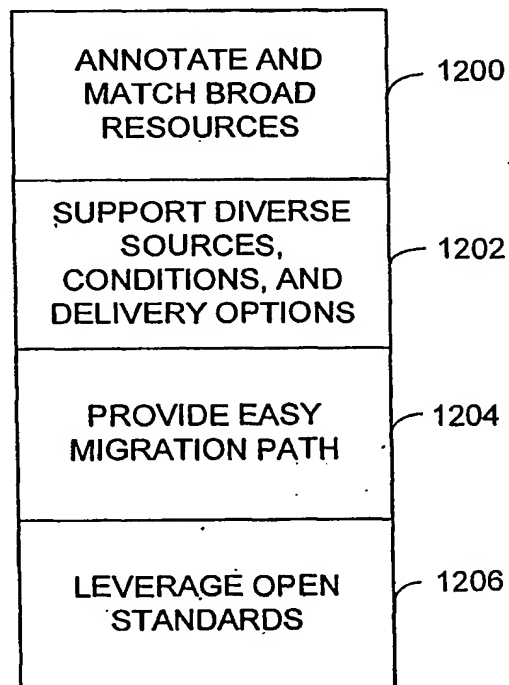 ANNOTATE AND
MATCH BROAD
RESOURCES
1200
SUPPORT DIVERSE
SOURCES,
CONDITIONS, AND
DELIVERY OPTIONS
1202
PROVIDE EASY
MIGRATION PATH
1204
LEVERAGE OPEN
STANDARDS
1206